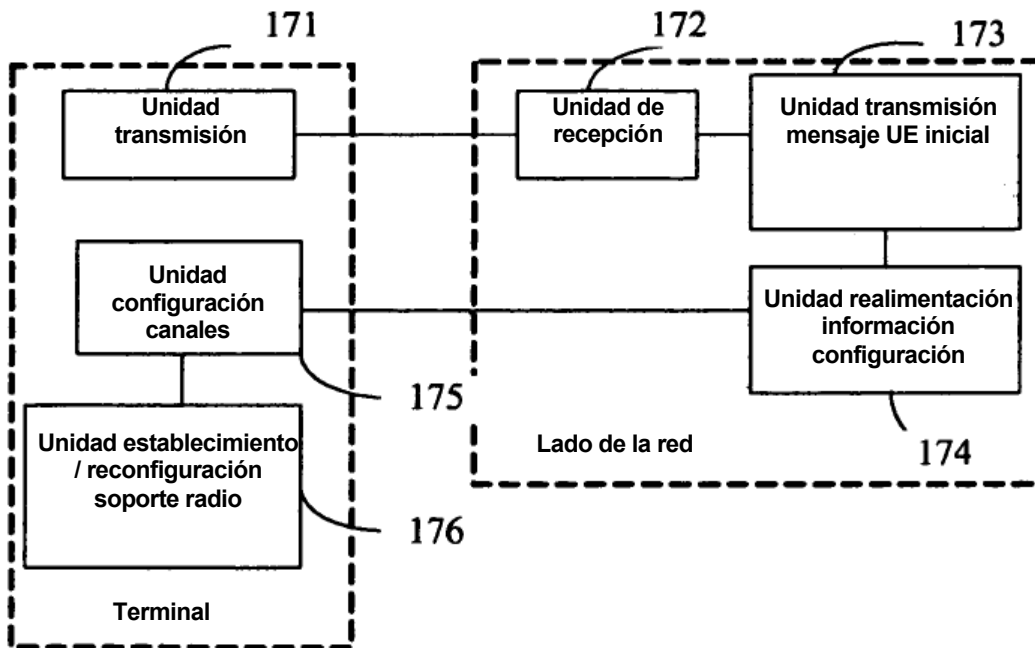 171
172
173
Unidad
transmisión
Unidad de
recepción
Unidad transmisión
mensaje UE inicial
Unidad
configuración
canales
Unidad realimentación
información
configuración
175
174
Unidad establecimiento
/ reconfiguración
soporte radio
Lado de la red
176
Terminal